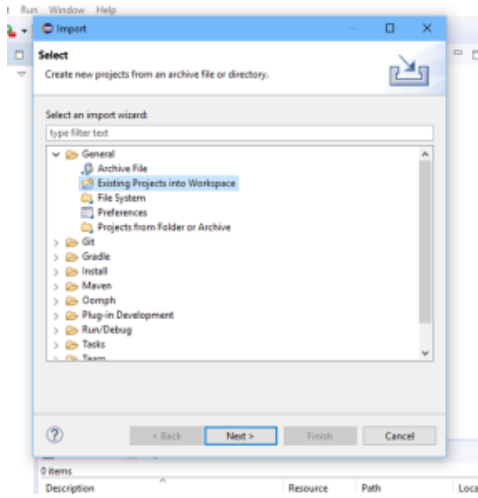 Run Window Help
Import
Select
Create new projects from an archive file or directory.
Select an import wizard:
type filter text
General
Archive File
Existing Projects into Workspace
File System
Preferences
Projects from Folder or Archive
Git
Gradle
Install
Maven
Oomph
Plug-in Development
Run/Debug
Tasks
Team
< Back Next > Finish Cancel
0 items
Description Resource Path Loca